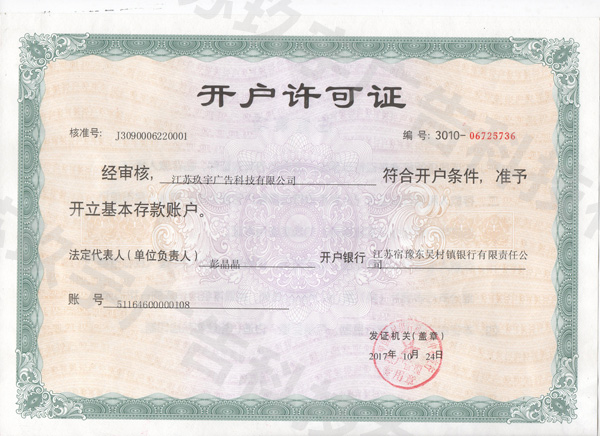 开户许可证
核准号: J3090006220001 编号: 3010-06725736
经审核, 江苏玖宇广告科技有限公司 符合开户条件, 准予
开立基本存款账户。
法定代表人(单位负责人) 彭晶晶 开户银行 江苏宿豫东吴村镇银行有限责任公
司
账 号 51164600000108
发证机关(盖章)
2017年 10月 24日